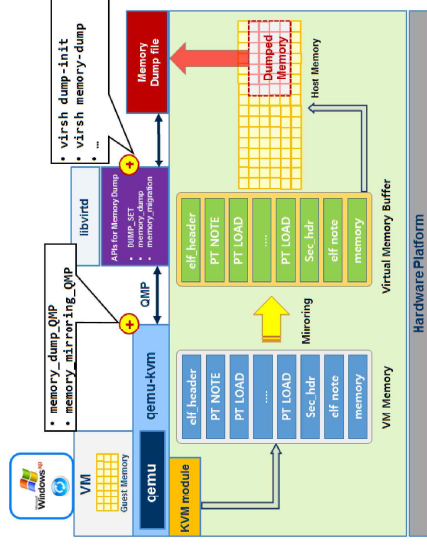 • memory_dump_QMP
• memory_mirroring_QMP
• virsh dump-init
• virsh memory-dump
• …
Windows xp
VM
Guest Memory
qemu
qemu-kvm
KVM module
QMP
libvirtd
APIs for Memory Dump
• DUMP_SET
• memory_dump
• memory_migration
Memory
Dump file
elf_header
PT NOTE
PT LOAD
....
PT LOAD
Sec_hdr
elf note
memory
VM Memory
Mirroring
elf_header
PT NOTE
PT LOAD
....
PT LOAD
Sec_hdr
elf note
memory
Virtual Memory Buffer
Dumped
Memory
Host Memory
Hardware Platform